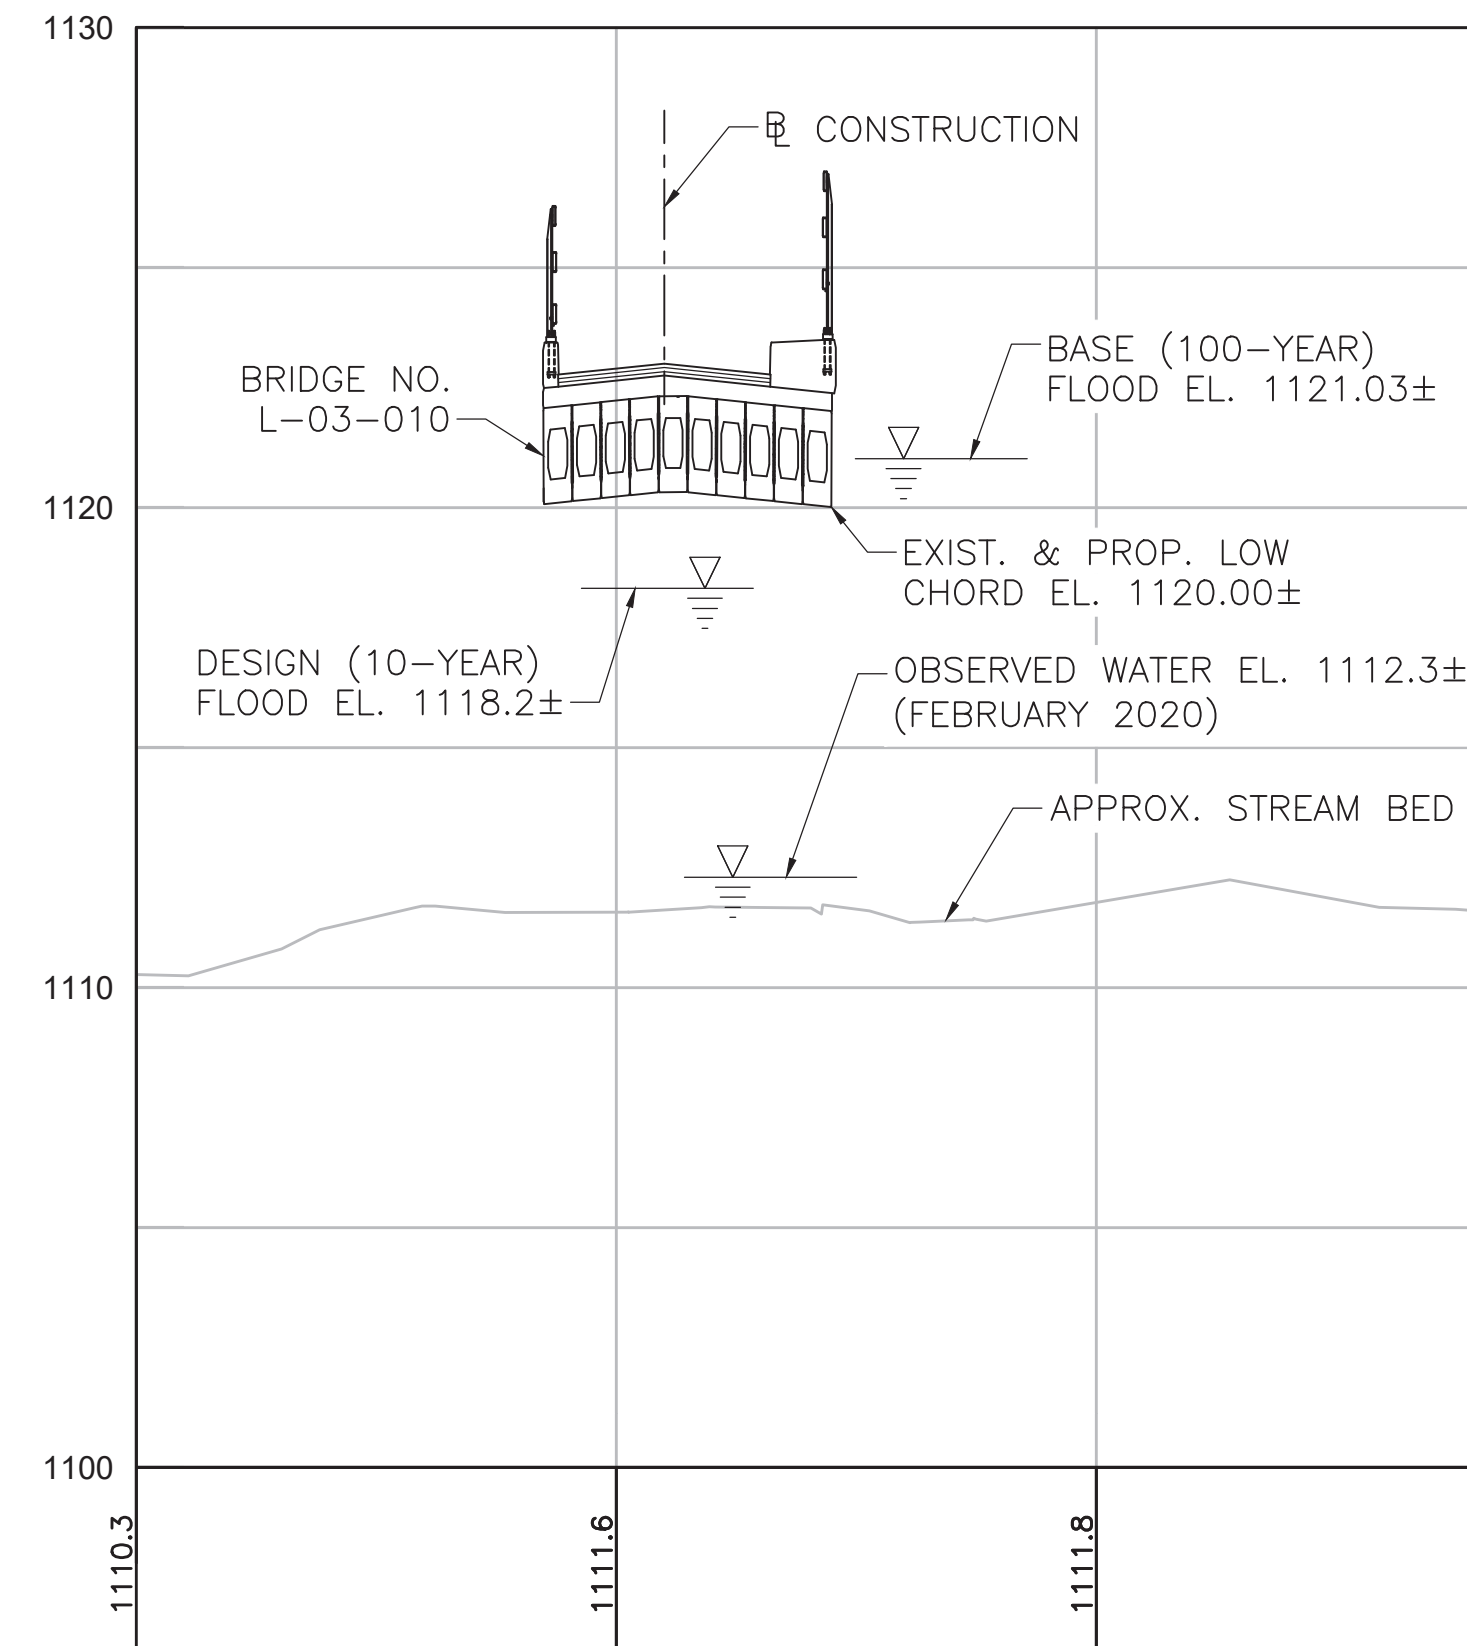 1130
℄ CONSTRUCTION
BRIDGE NO.
L-03-010
BASE (100-YEAR)
FLOOD EL. 1121.03±
1120
EXIST. & PROP. LOW
CHORD EL. 1120.00±
DESIGN (10-YEAR)
FLOOD EL. 1118.2±
OBSERVED WATER EL. 1112.3±
(FEBRUARY 2020)
APPROX. STREAM BED
1110
1100
1110.3
1111.6
1111.8